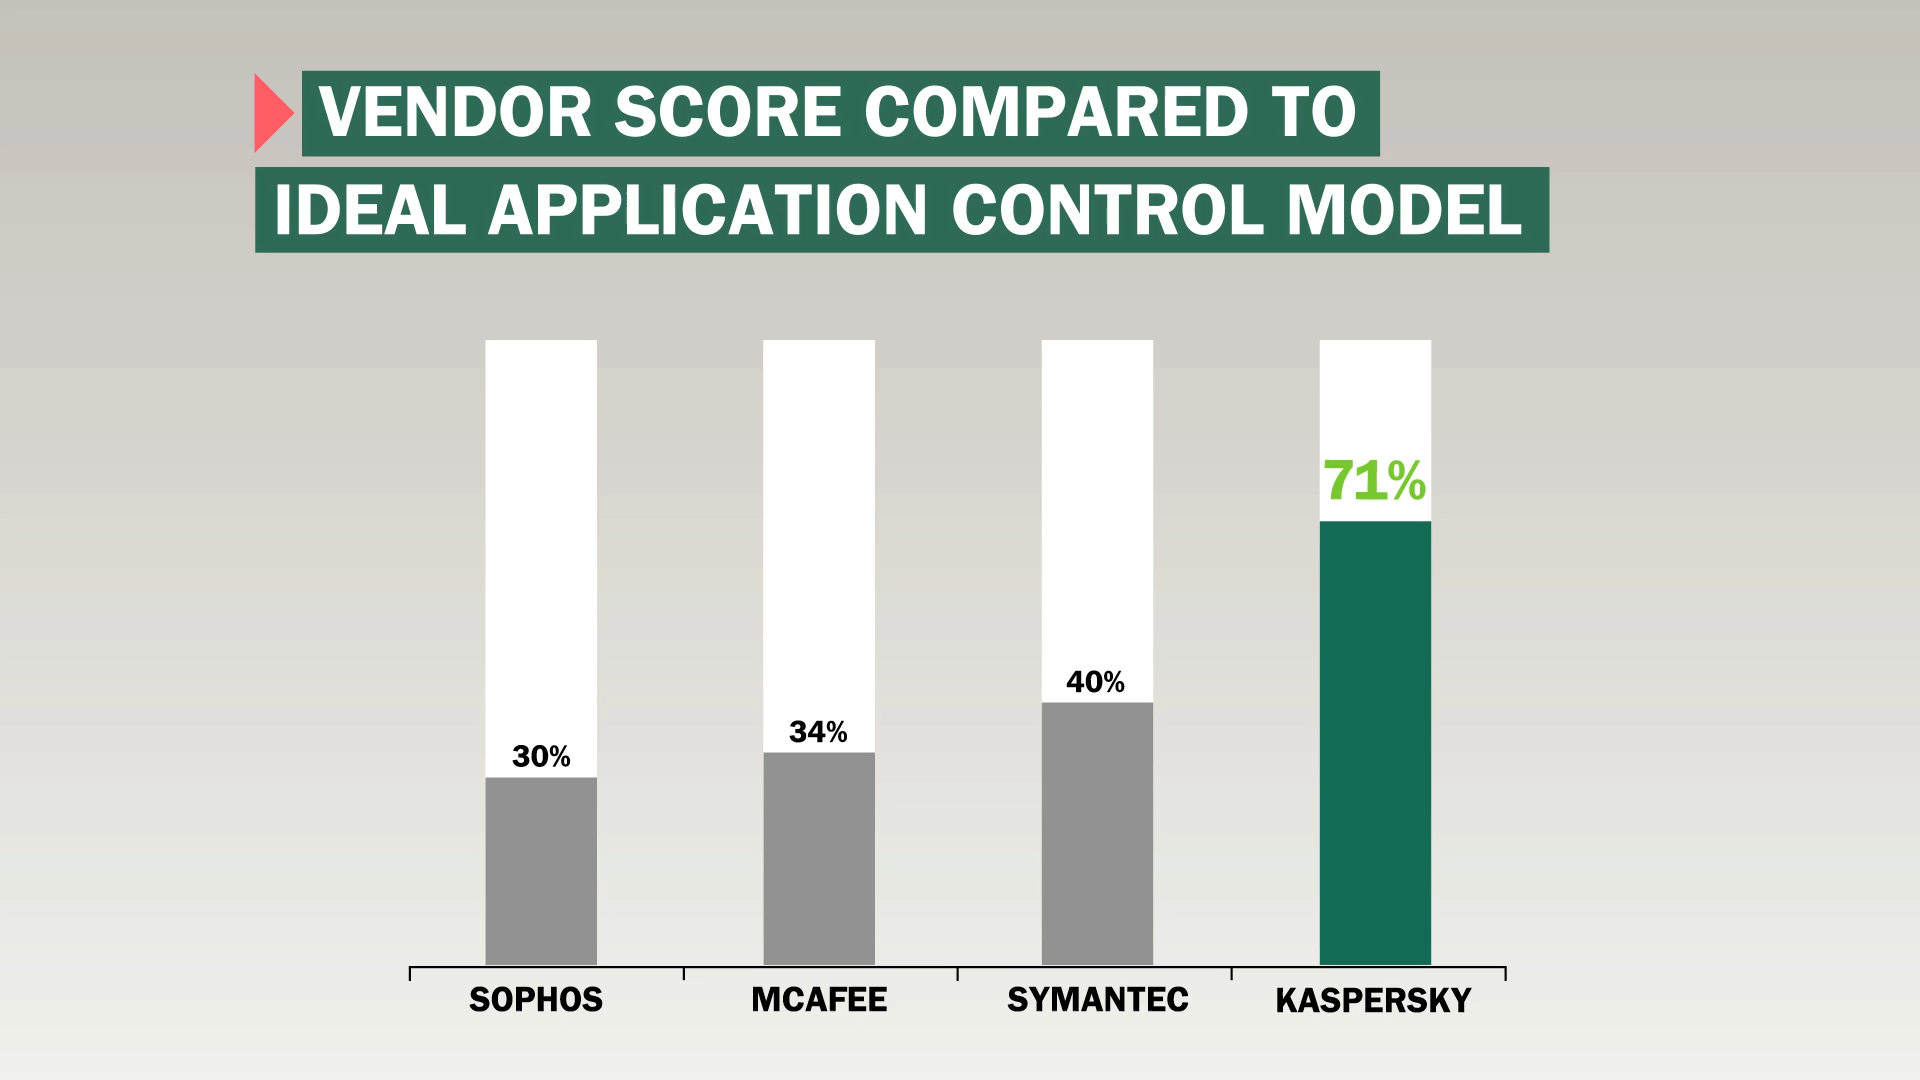 VENDOR SCORE COMPARED TO
IDEAL APPLICATION CONTROL MODEL
30%
34%
40%
71%
SOPHOS
MCAFEE
SYMANTEC
KASPERSKY